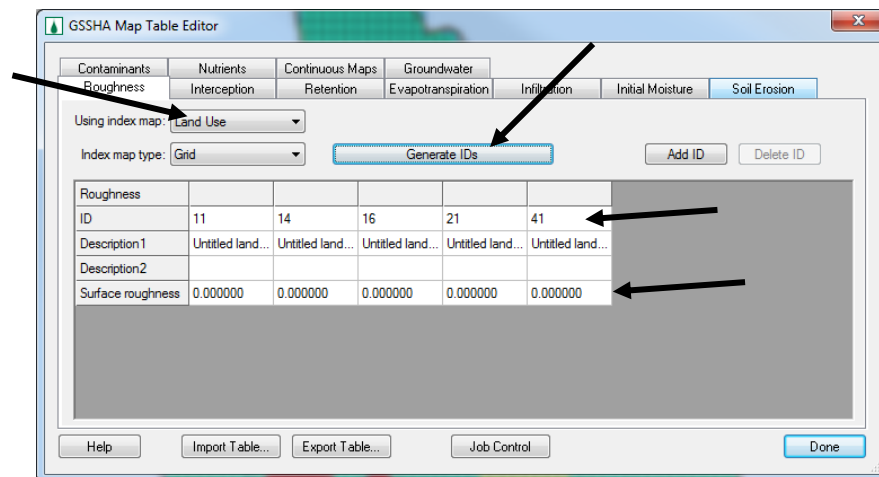 GSSHA Map Table Editor
Contaminants Nutrients Continuous Maps Groundwater
Roughness Interception Retention Evapotranspiration Infiltration Initial Moisture Soil Erosion
Using index map: Land Use
Index map type: Grid Generate IDs Add ID Delete ID
Roughness
ID 11 14 16 21 41
Description1 Untitled land... Untitled land... Untitled land... Untitled land... Untitled land...
Description2
Surface roughness 0.000000 0.000000 0.000000 0.000000 0.000000
Help Import Table... Export Table... Job Control Done